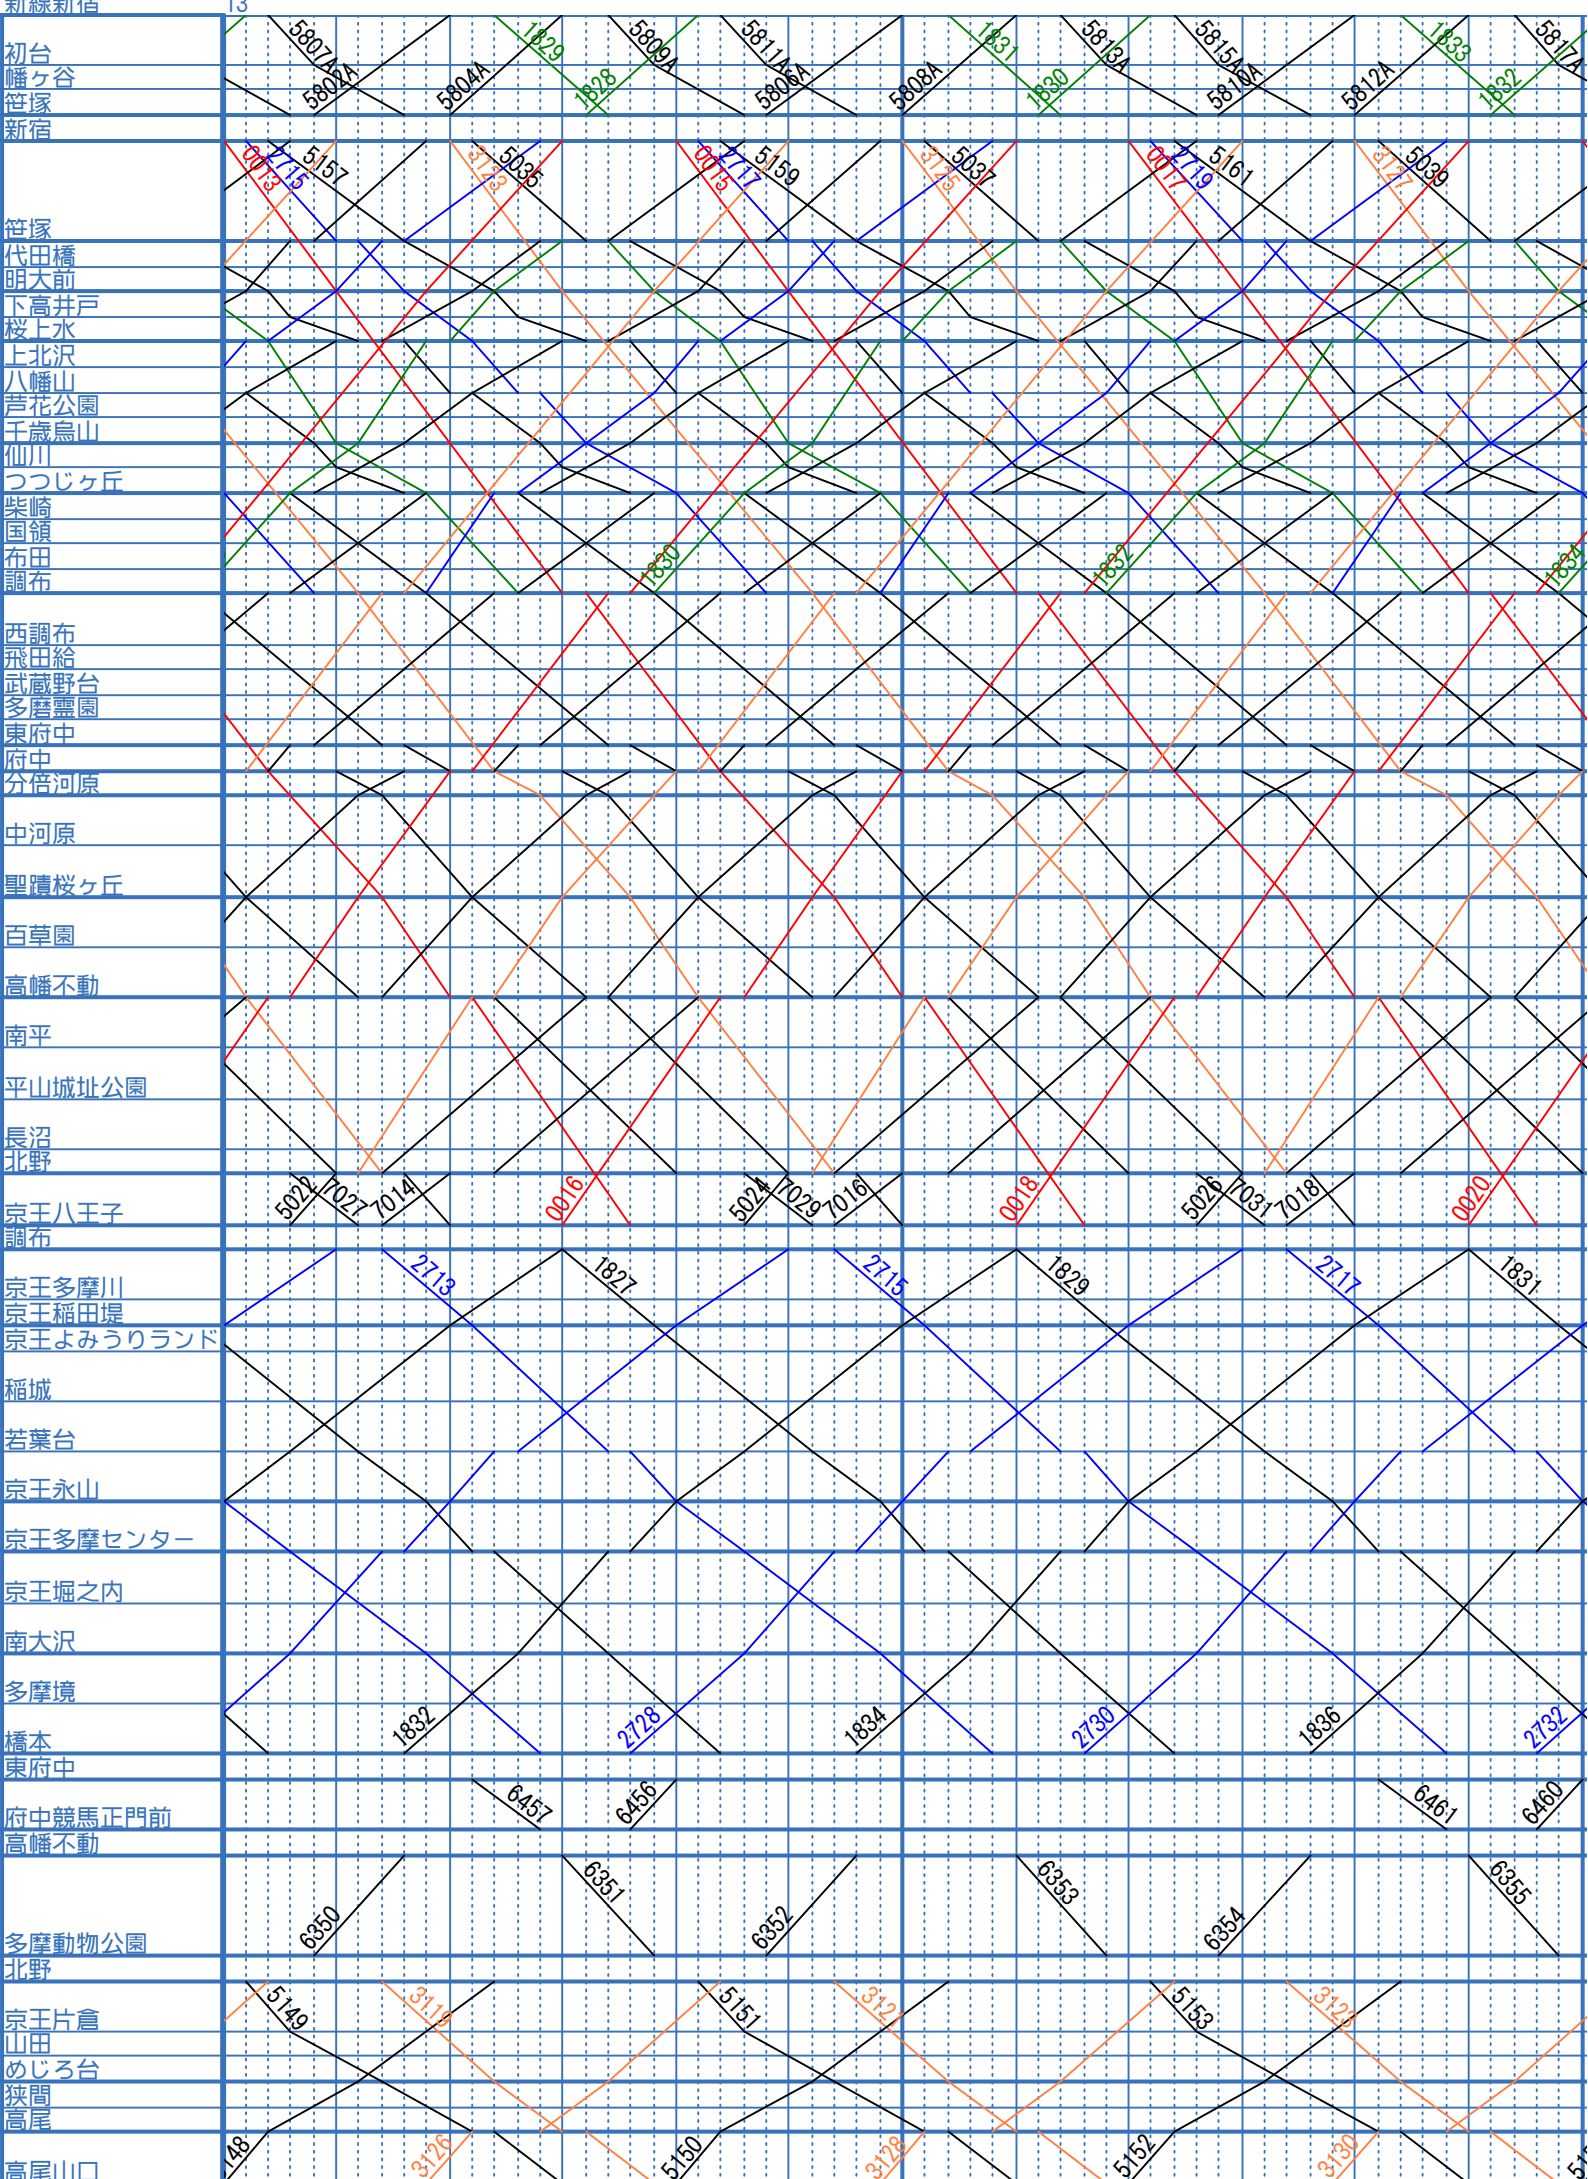 新線新宿 13
初台
幡ヶ谷
笹塚
5807A 5802A 5804A 1829 1828 5809A 5811A 5806A 5808A 1831 1830 5813A 5815A 5810A 5812A 1833 1832 5817A
新宿
0013 2715 5157 3123 5035 0015 2717 5159 3125 5037 0017 2719 5161 3127 5039
笹塚
代田橋
明大前
下高井戸
桜上水
上北沢
八幡山
芦花公園
千歳烏山
仙川
つつじヶ丘
柴崎
国領
布田
調布
1830 1832 1834
西調布
飛田給
武蔵野台
多磨霊園
東府中
府中
分倍河原
中河原
聖蹟桜ヶ丘
百草園
高幡不動
南平
平山城址公園
長沼
北野
京王八王子
5022 7027 7014 0016 5024 7029 7016 0018 5026 7031 7018 0020
調布
京王多摩川
2713 1827 2715 1829 2717 1831
京王稲田堤
京王よみうりランド
稲城
若葉台
京王永山
京王多摩センター
京王堀之内
南大沢
多摩境
橋本
1832 2728 1834 2730 1836 2732
東府中
府中競馬正門前
6457 6456 6461 6460
高幡不動
多摩動物公園
6350 6351 6352 6353 6354 6355
北野
京王片倉
5149 3119 5151 3121 5153 3123
山田
めじろ台
狭間
高尾
高尾山口
148 3126 5150 3128 5152 3130